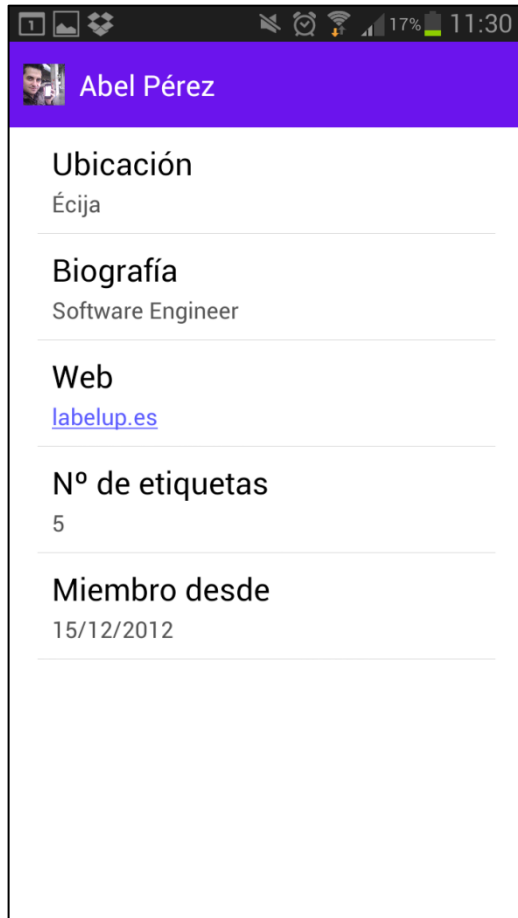 1 17% 11:30
Abel Pérez
Ubicación
Écija
Biografía
Software Engineer
Web
labelup.es
Nº de etiquetas
5
Miembro desde
15/12/2012